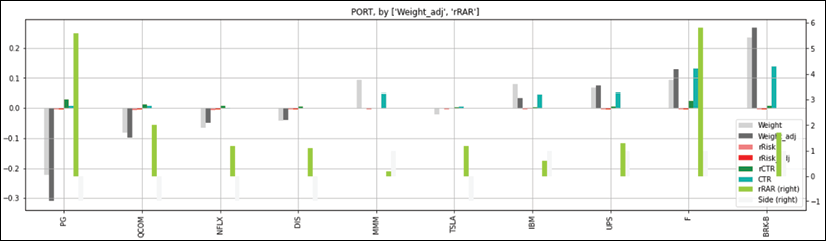 PORT, by ['Weight_adj', 'rRAR']
0.2
0.1
0.0
−0.1
−0.2
−0.3
6
5
4
3
2
1
0
−1
Weight
Weight_adj
rRisk
rRisk lj
rCTR
CTR
rRAR (right)
Side (right)
PG
QCOM
NFLX
DIS
MMM
TSLA
IBM
UPS
F
BRK-B